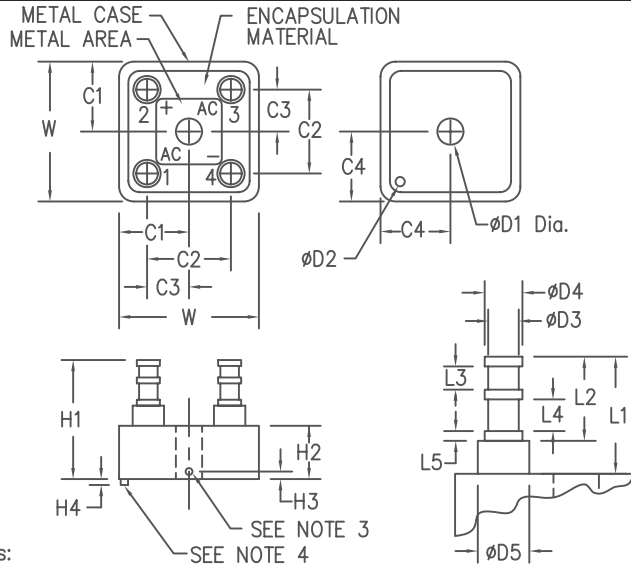 METAL CASE
METAL AREA
ENCAPSULATION
MATERIAL
C1
W
2
+
AC
3
C3
C2
AC
1
–
4
C1
C2
C3
W
C4
C4
øD1 Dia.
øD2
øD4
øD3
L3
L2
L1
L4
L5
øD5
H1
H2
H3
H4
SEE NOTE 3
SEE NOTE 4
s: